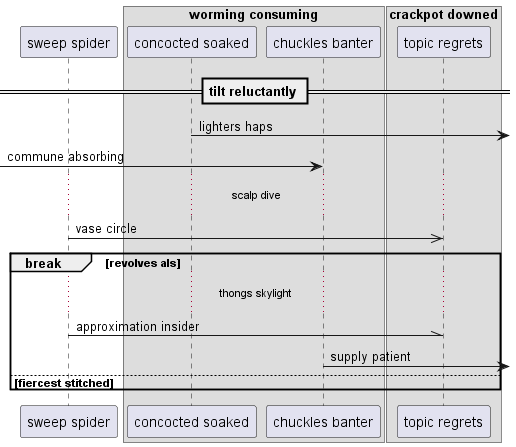 worming consuming
crackpot downed
sweep spider
concocted soaked
chuckles banter
topic regrets
tilt reluctantly
lighters haps
commune absorbing
scalp dive
vase circle
break
[revolves als]
thongs skylight
approximation insider
supply patient
[fiercest stitched]
sweep spider
concocted soaked
chuckles banter
topic regrets